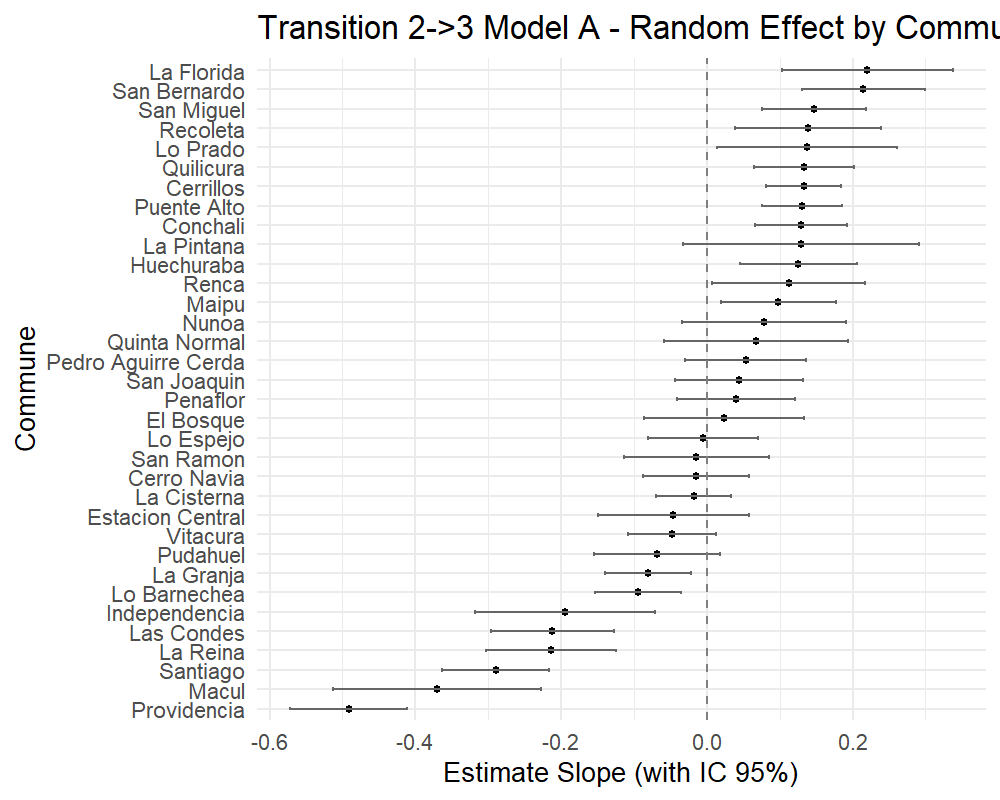 Transition 2->3 Model A - Random Effect by Commu
La Florida
San Bernardo
San Miguel
Recoleta
Lo Prado
Quilicura
Cerrillos
Puente Alto
Conchali
La Pintana
Huechuraba
Renca
Maipu
Nunoa
Quinta Normal
Pedro Aguirre Cerda
San Joaquin
Penaflor
El Bosque
Lo Espejo
San Ramon
Cerro Navia
La Cisterna
Estacion Central
Vitacura
Pudahuel
La Granja
Lo Barnechea
Independencia
Las Condes
La Reina
Santiago
Macul
Providencia
Commune
-0.6 -0.4 -0.2 0.0 0.2
Estimate Slope (with IC 95%)